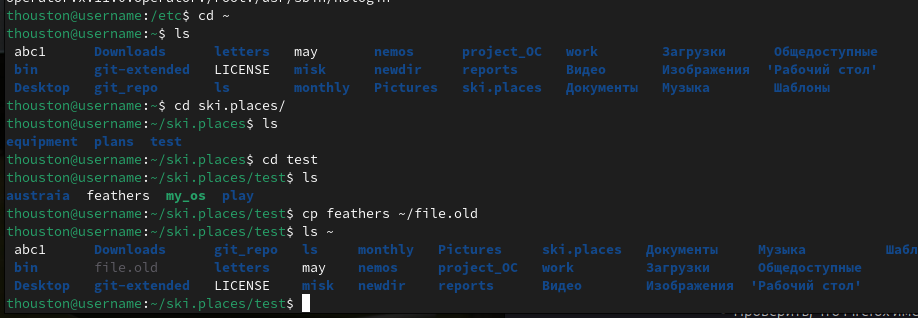 operator:x:11:0:operator:/root:/usr/sbin/nologin
thouston@username:/etc$ cd ~
thouston@username:~$ ls
abc1 Downloads letters may nemos project_OC work Загрузки Общедоступные
bin git-extended LICENSE misk newdir reports Видео Изображения 'Рабочий стол'
Desktop git_repo ls monthly Pictures ski.places Документы Музыка Шаблоны
thouston@username:~$ cd ski.places/
thouston@username:~/ski.places$ ls
equipment plans test
thouston@username:~/ski.places$ cd test
thouston@username:~/ski.places/test$ ls
austraia feathers my_os play
thouston@username:~/ski.places/test$ cp feathers ~/file.old
thouston@username:~/ski.places/test$ ls ~
abc1 Downloads git_repo ls monthly Pictures ski.places Документы Музыка Шабл
bin file.old letters may nemos project_OC work Загрузки Общедоступные
Desktop git-extended LICENSE misk newdir reports Видео Изображения 'Рабочий стол'
thouston@username:~/ski.places/test$